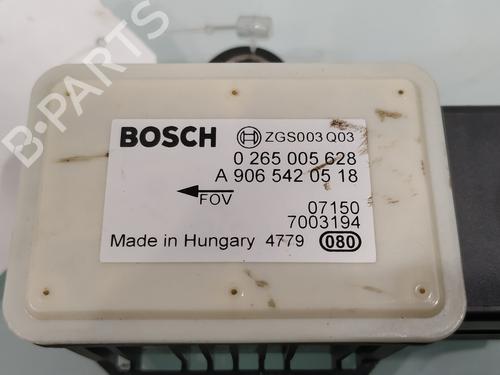 B-PARTS
BOSCH ZGS003 Q03
0 265 005 628
A 906 542 05 18
FOV
07150
7003194
Made in Hungary 4779 080